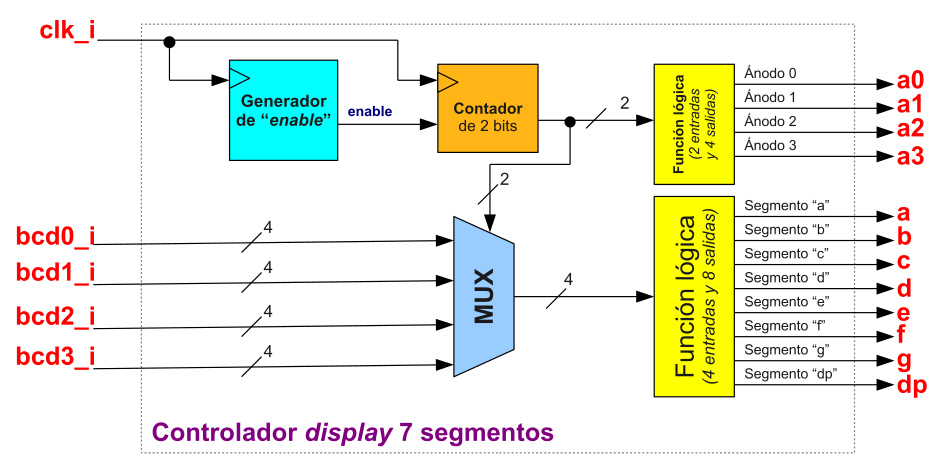 clk_i
Generador
de “enable”
enable
Contador
de 2 bits
2
Función lógica
(2 entradas
y 4 salidas)
Ánodo 0
a0
Ánodo 1
a1
Ánodo 2
a2
Ánodo 3
a3
2
bcd0_i
4
bcd1_i
4
bcd2_i
4
bcd3_i
4
MUX
4
Función lógica
(4 entradas y 8 salidas)
Segmento “a”
a
Segmento “b”
b
Segmento “c”
c
Segmento “d”
d
Segmento “e”
e
Segmento “f”
f
Segmento “g”
g
Segmento “dp”
dp
Controlador display 7 segmentos